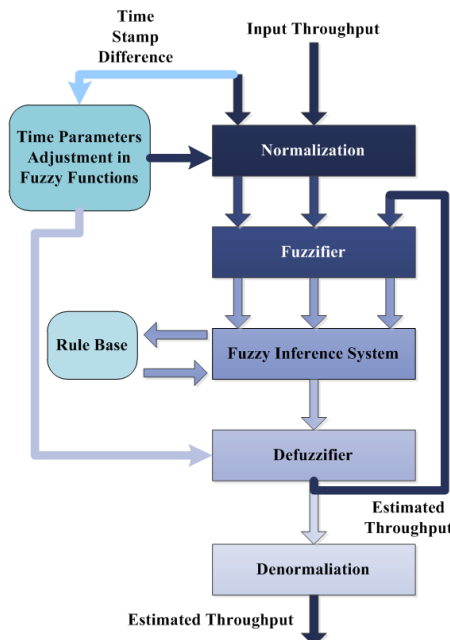 Time
Stamp
Difference
Input Throughput
Time Parameters
Adjustment in
Fuzzy Functions
Normalization
Fuzzifier
Rule Base
Fuzzy Inference System
Defuzzifier
Estimated
Throughput
Denormaliation
Estimated Throughput